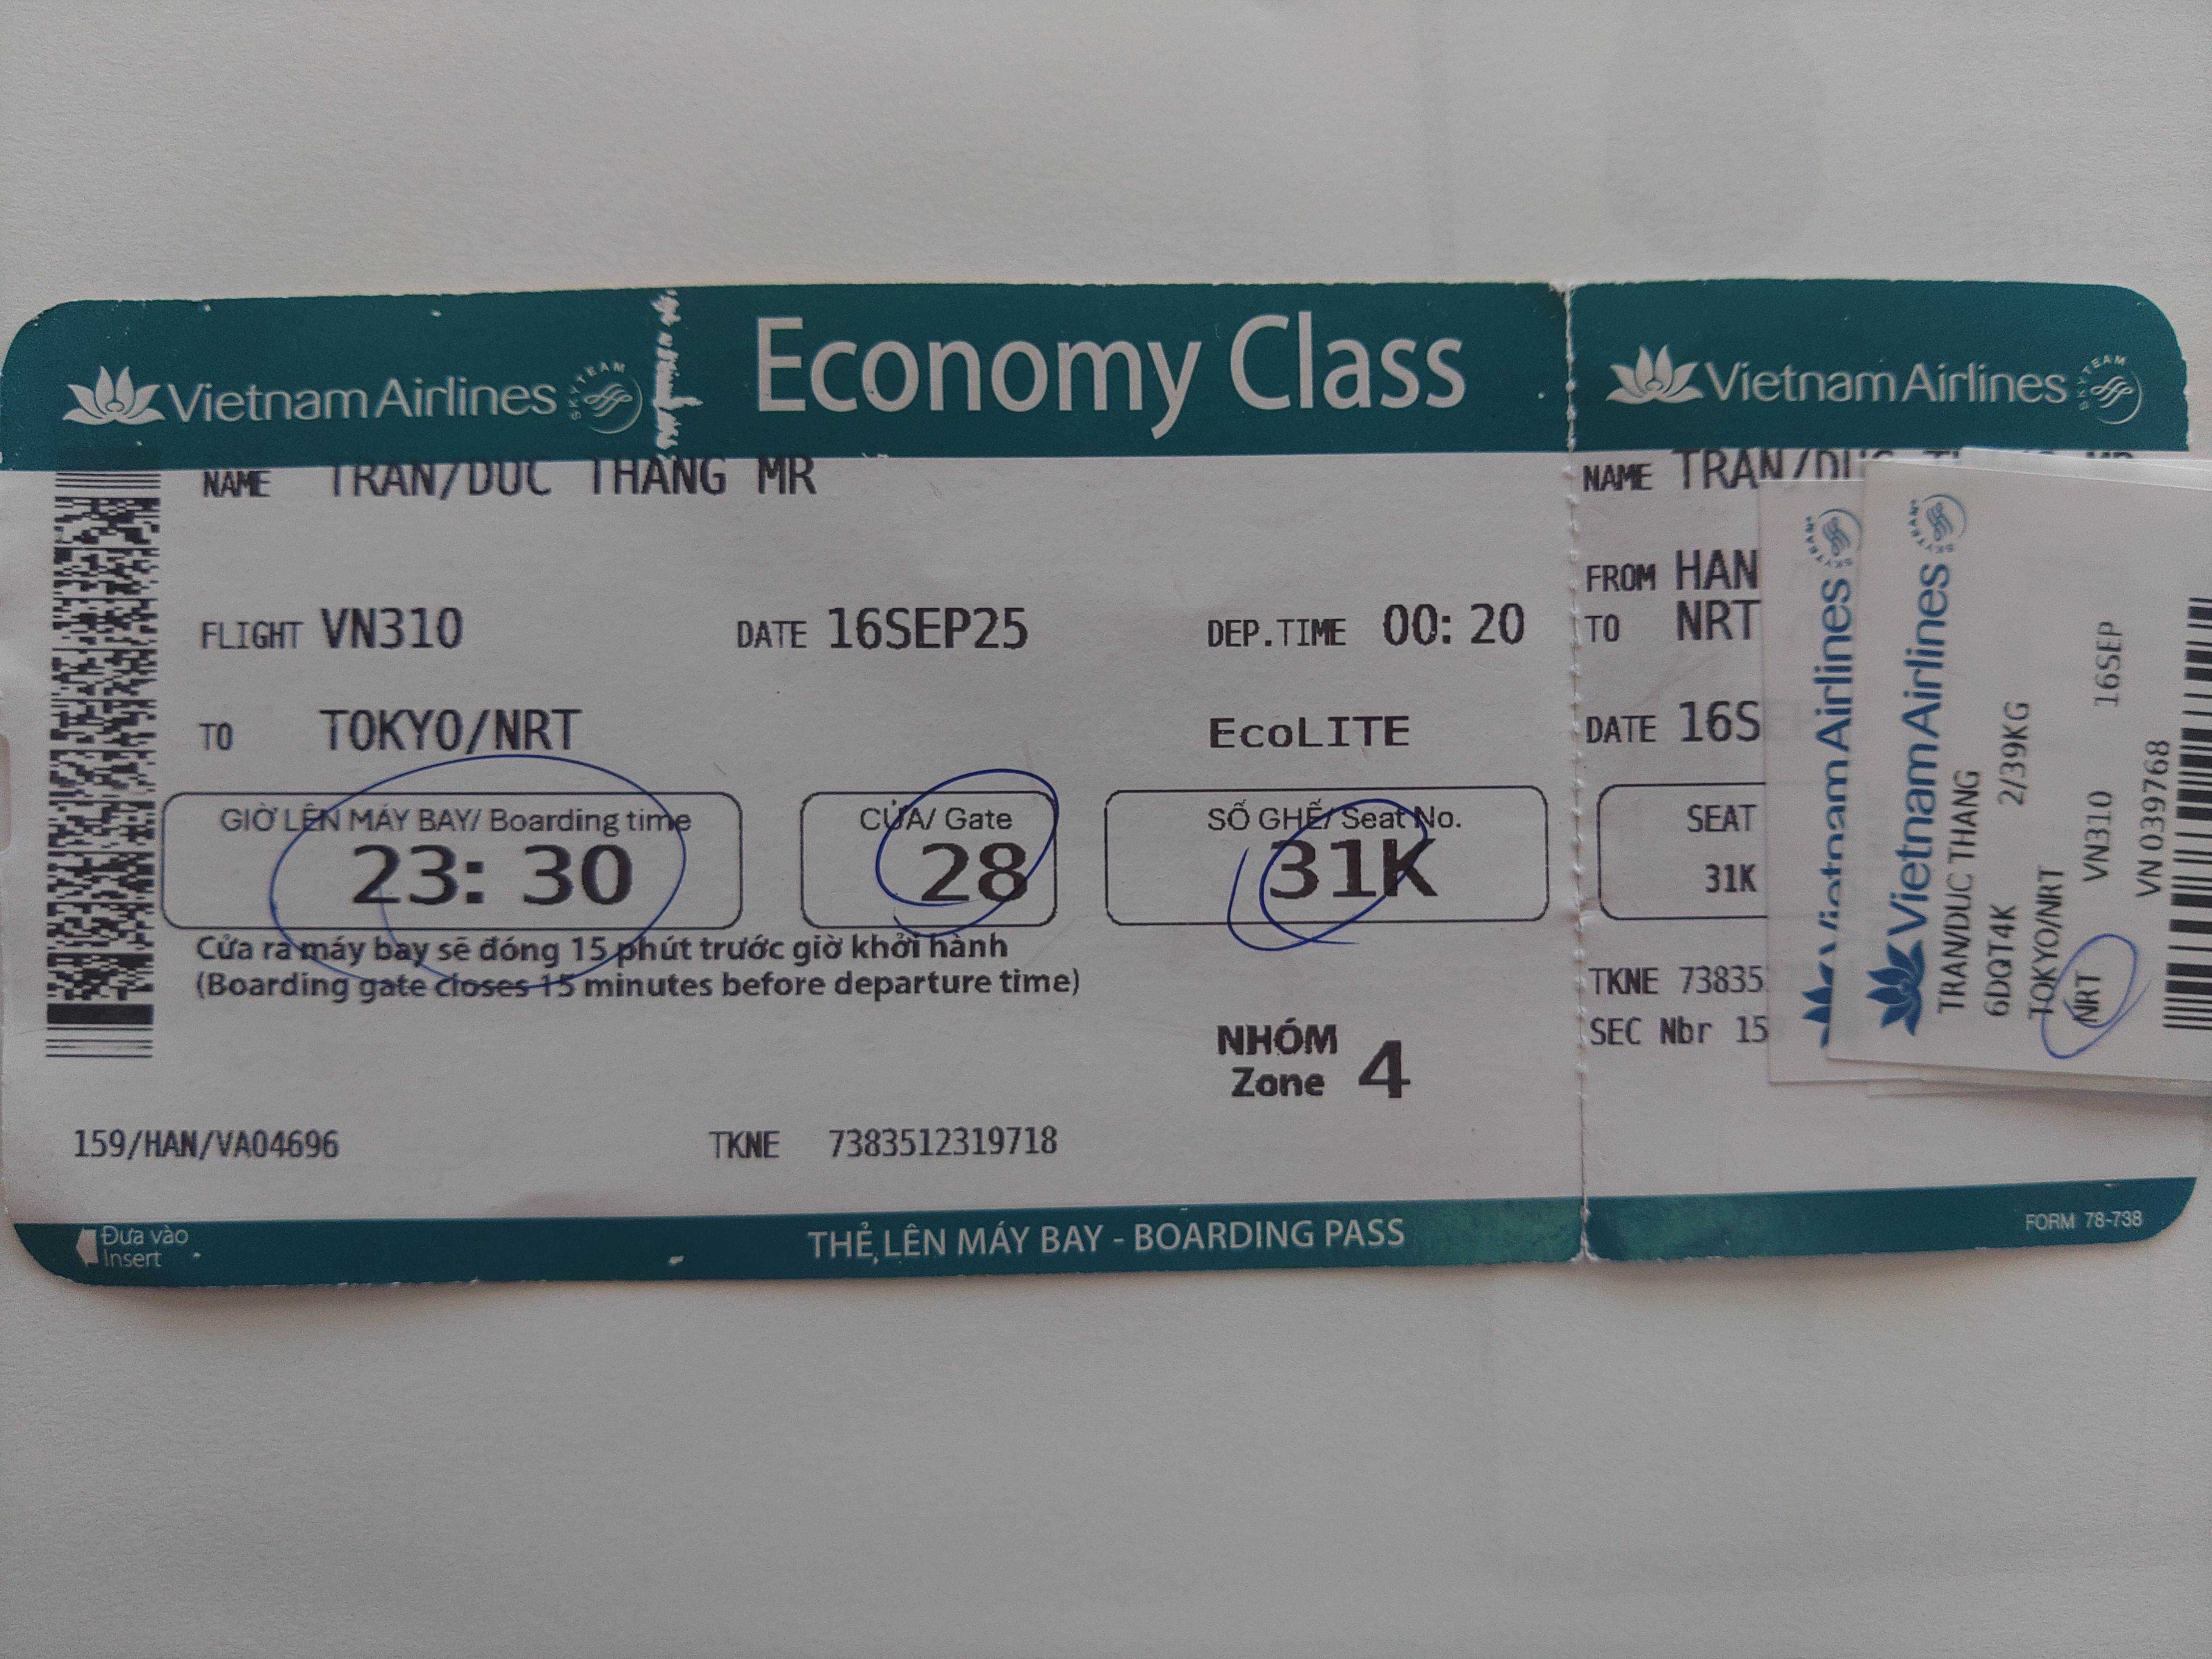 Vietnam Airlines SKYTEAM Economy Class
NAME TRAN/DUC THANG MR
FLIGHT VN310 DATE 16SEP25 DEP.TIME 00: 20
TO TOKYO/NRT EcoLITE
GIỜ LÊN MÁY BAY/ Boarding time CỬA/ Gate SỐ GHẾ/ Seat No.
23: 30 28 31K
Cửa ra máy bay sẽ đóng 15 phút trước giờ khởi hành
(Boarding gate closes 15 minutes before departure time)
NHÓM
Zone 4
159/HAN/VA04696 TKNE 7383512319718
Đưa vào
Insert
THẺ LÊN MÁY BAY - BOARDING PASS
Vietnam Airlines SKYTEAM
NAME TRAN/DUC
FROM HAN
TO NRT
DATE 16S
SEAT
31K
TKNE 73835
SEC Nbr 15
FORM 78-738
Vietnam Airlines SKYTEAM
Vietnam Airlines SKYTEAM
TRAN/DUC THANG
6DQT4K 2/39KG
TOKYO/NRT
NRT VN310 16SEP
VN 039768